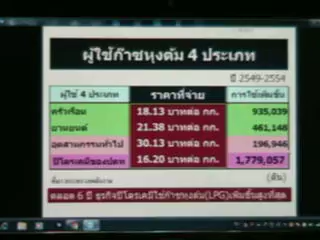 ผู้ใช้ก๊าซหุงต้ม 4 ประเภท
ปี 2549-2554
ผู้ใช้ 4 ประเภท ราคาที่จ่าย การใช้เพิ่มขึ้น
ครัวเรือน 18.13 บาทต่อ กก. 935,039
ยานยนต์ 21.38 บาทต่อ กก. 461,148
อุตสาหกรรมทั่วไป 30.13 บาทต่อ กก. 196,946
ปิโตรเคมีของปตท 16.20 บาทต่อ กก. 1,779,057
(ตัน)
ตลอด 6 ปี ธุรกิจปิโตรเคมีใช้ก๊าซหุงต้ม(LPG)เพิ่มขึ้นสูงที่สุด